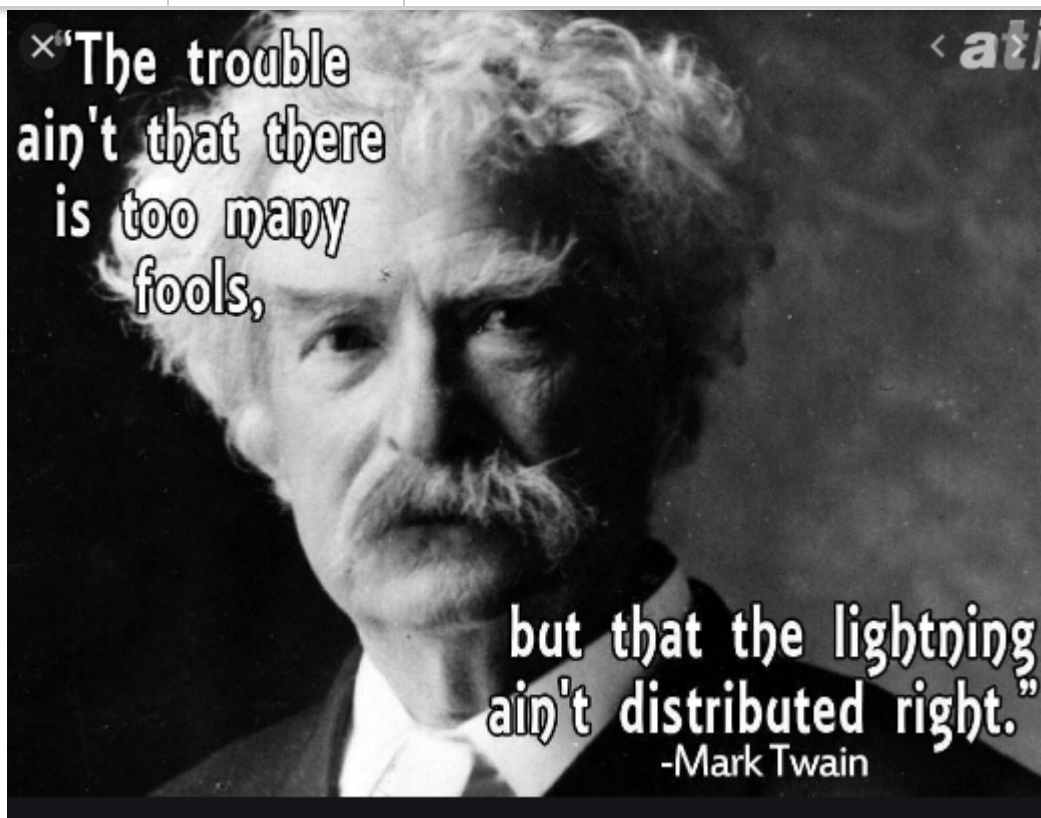 “The trouble
ain't that there
is too many
fools,
but that the lightning
ain't distributed right.”
-Mark Twain